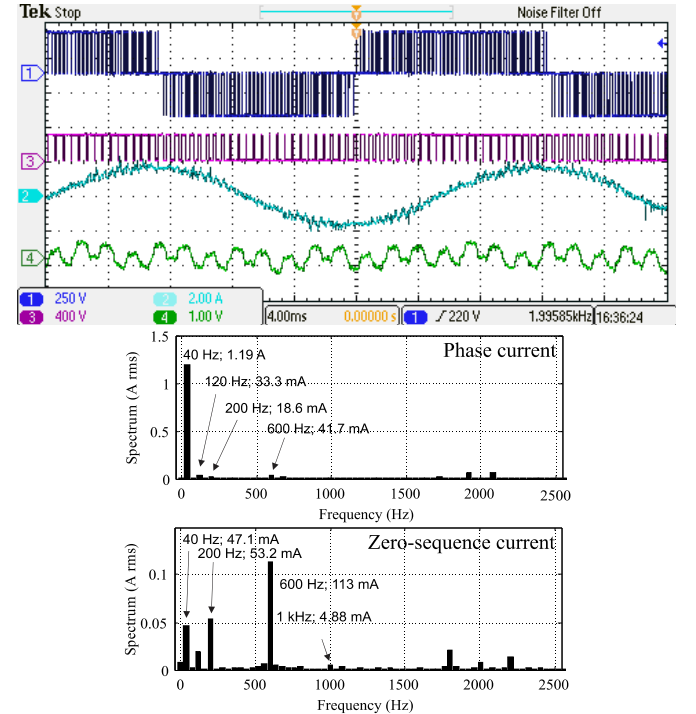 Tek Stop
Noise Filter Off
1
3
2
4
1 250 V 2 2.00 A
3 400 V 4 1.00 V
4.00ms 0.00000 s 1 220 V 1.99585kHz 16:36:24
Phase current
Spectrum (A rms)
1.5
1
0.5
0
40 Hz; 1.19 A
120 Hz; 33.3 mA
200 Hz; 18.6 mA
600 Hz; 41.7 mA
0 500 1000 1500 2000 2500
Frequency (Hz)
Zero-sequence current
Spectrum (A rms)
0.1
0.05
0
40 Hz; 47.1 mA
200 Hz; 53.2 mA
600 Hz; 113 mA
1 kHz; 4.88 mA
0 500 1000 1500 2000 2500
Frequency (Hz)